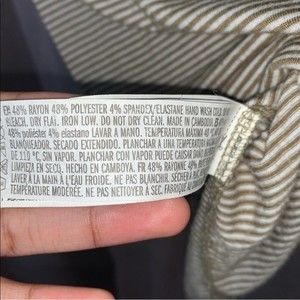 EN 48% RAYON 48% POLYESTER 4% SPANDEX/ELASTANE HAND WASH COLD
BLEACH. DRY FLAT. IRON LOW. DO NOT DRY CLEAN. MADE IN CAMBODIA
48% poliéster 4% elastano LAVAR A MANO. TEMPERATURA MAXIMA
BLANQUEADOR. SECADO EXTENDIDO. PLANCHAR A UNA TEMPERATURA
DE 110 °C, SIN VAPOR. PLANCHAR CON VAPOR PUEDE CAUSAR
LIMPIEZA EN SECO. HECHO EN CAMBOYA. FR 48% RAYONNE 48%
LAVER À LA MAIN À L'EAU FROIDE. NE PAS BLANCHIR. SÉCHER À
TEMPÉRATURE MODÉRÉE. NE PAS NETTOYER À SEC. FABRIQUÉ AU